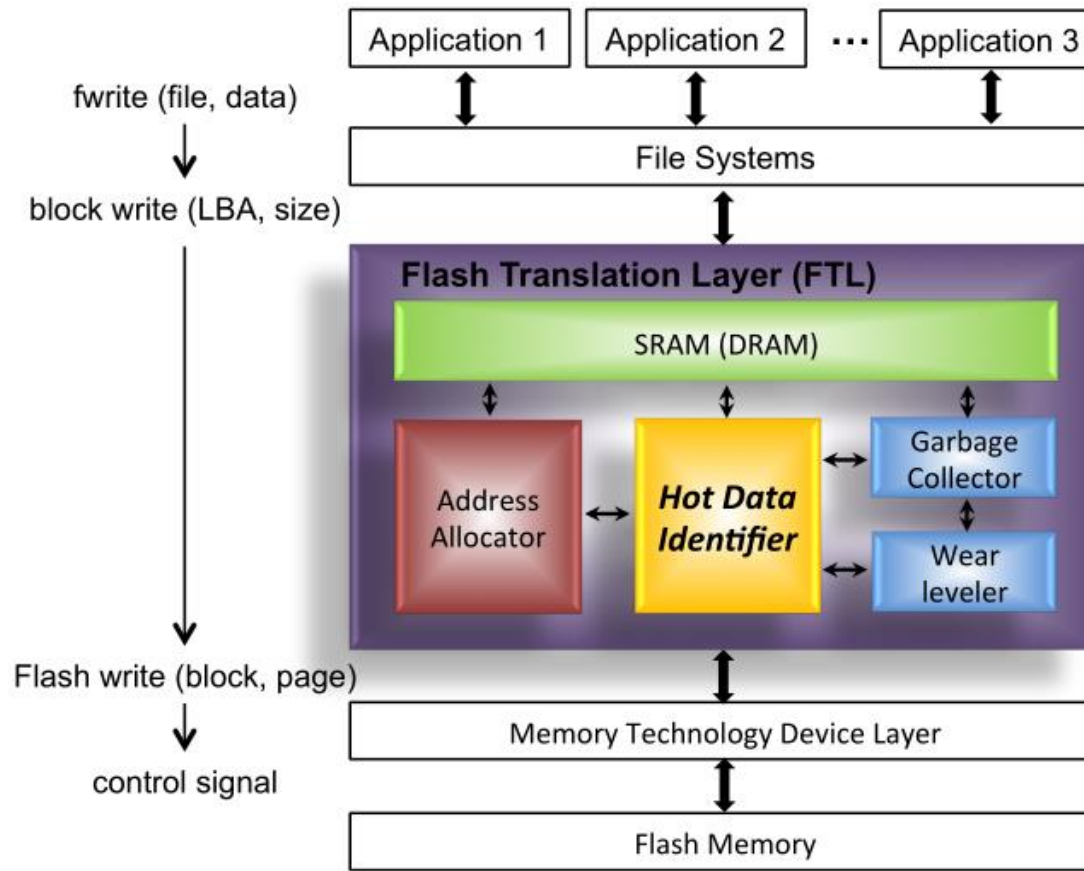 Application 1
Application 2
...
Application 3
fwrite (file, data)
File Systems
block write (LBA, size)
Flash Translation Layer (FTL)
SRAM (DRAM)
Address
Allocator
Hot Data
Identifier
Garbage
Collector
Wear
leveler
Flash write (block, page)
Memory Technology Device Layer
control signal
Flash Memory